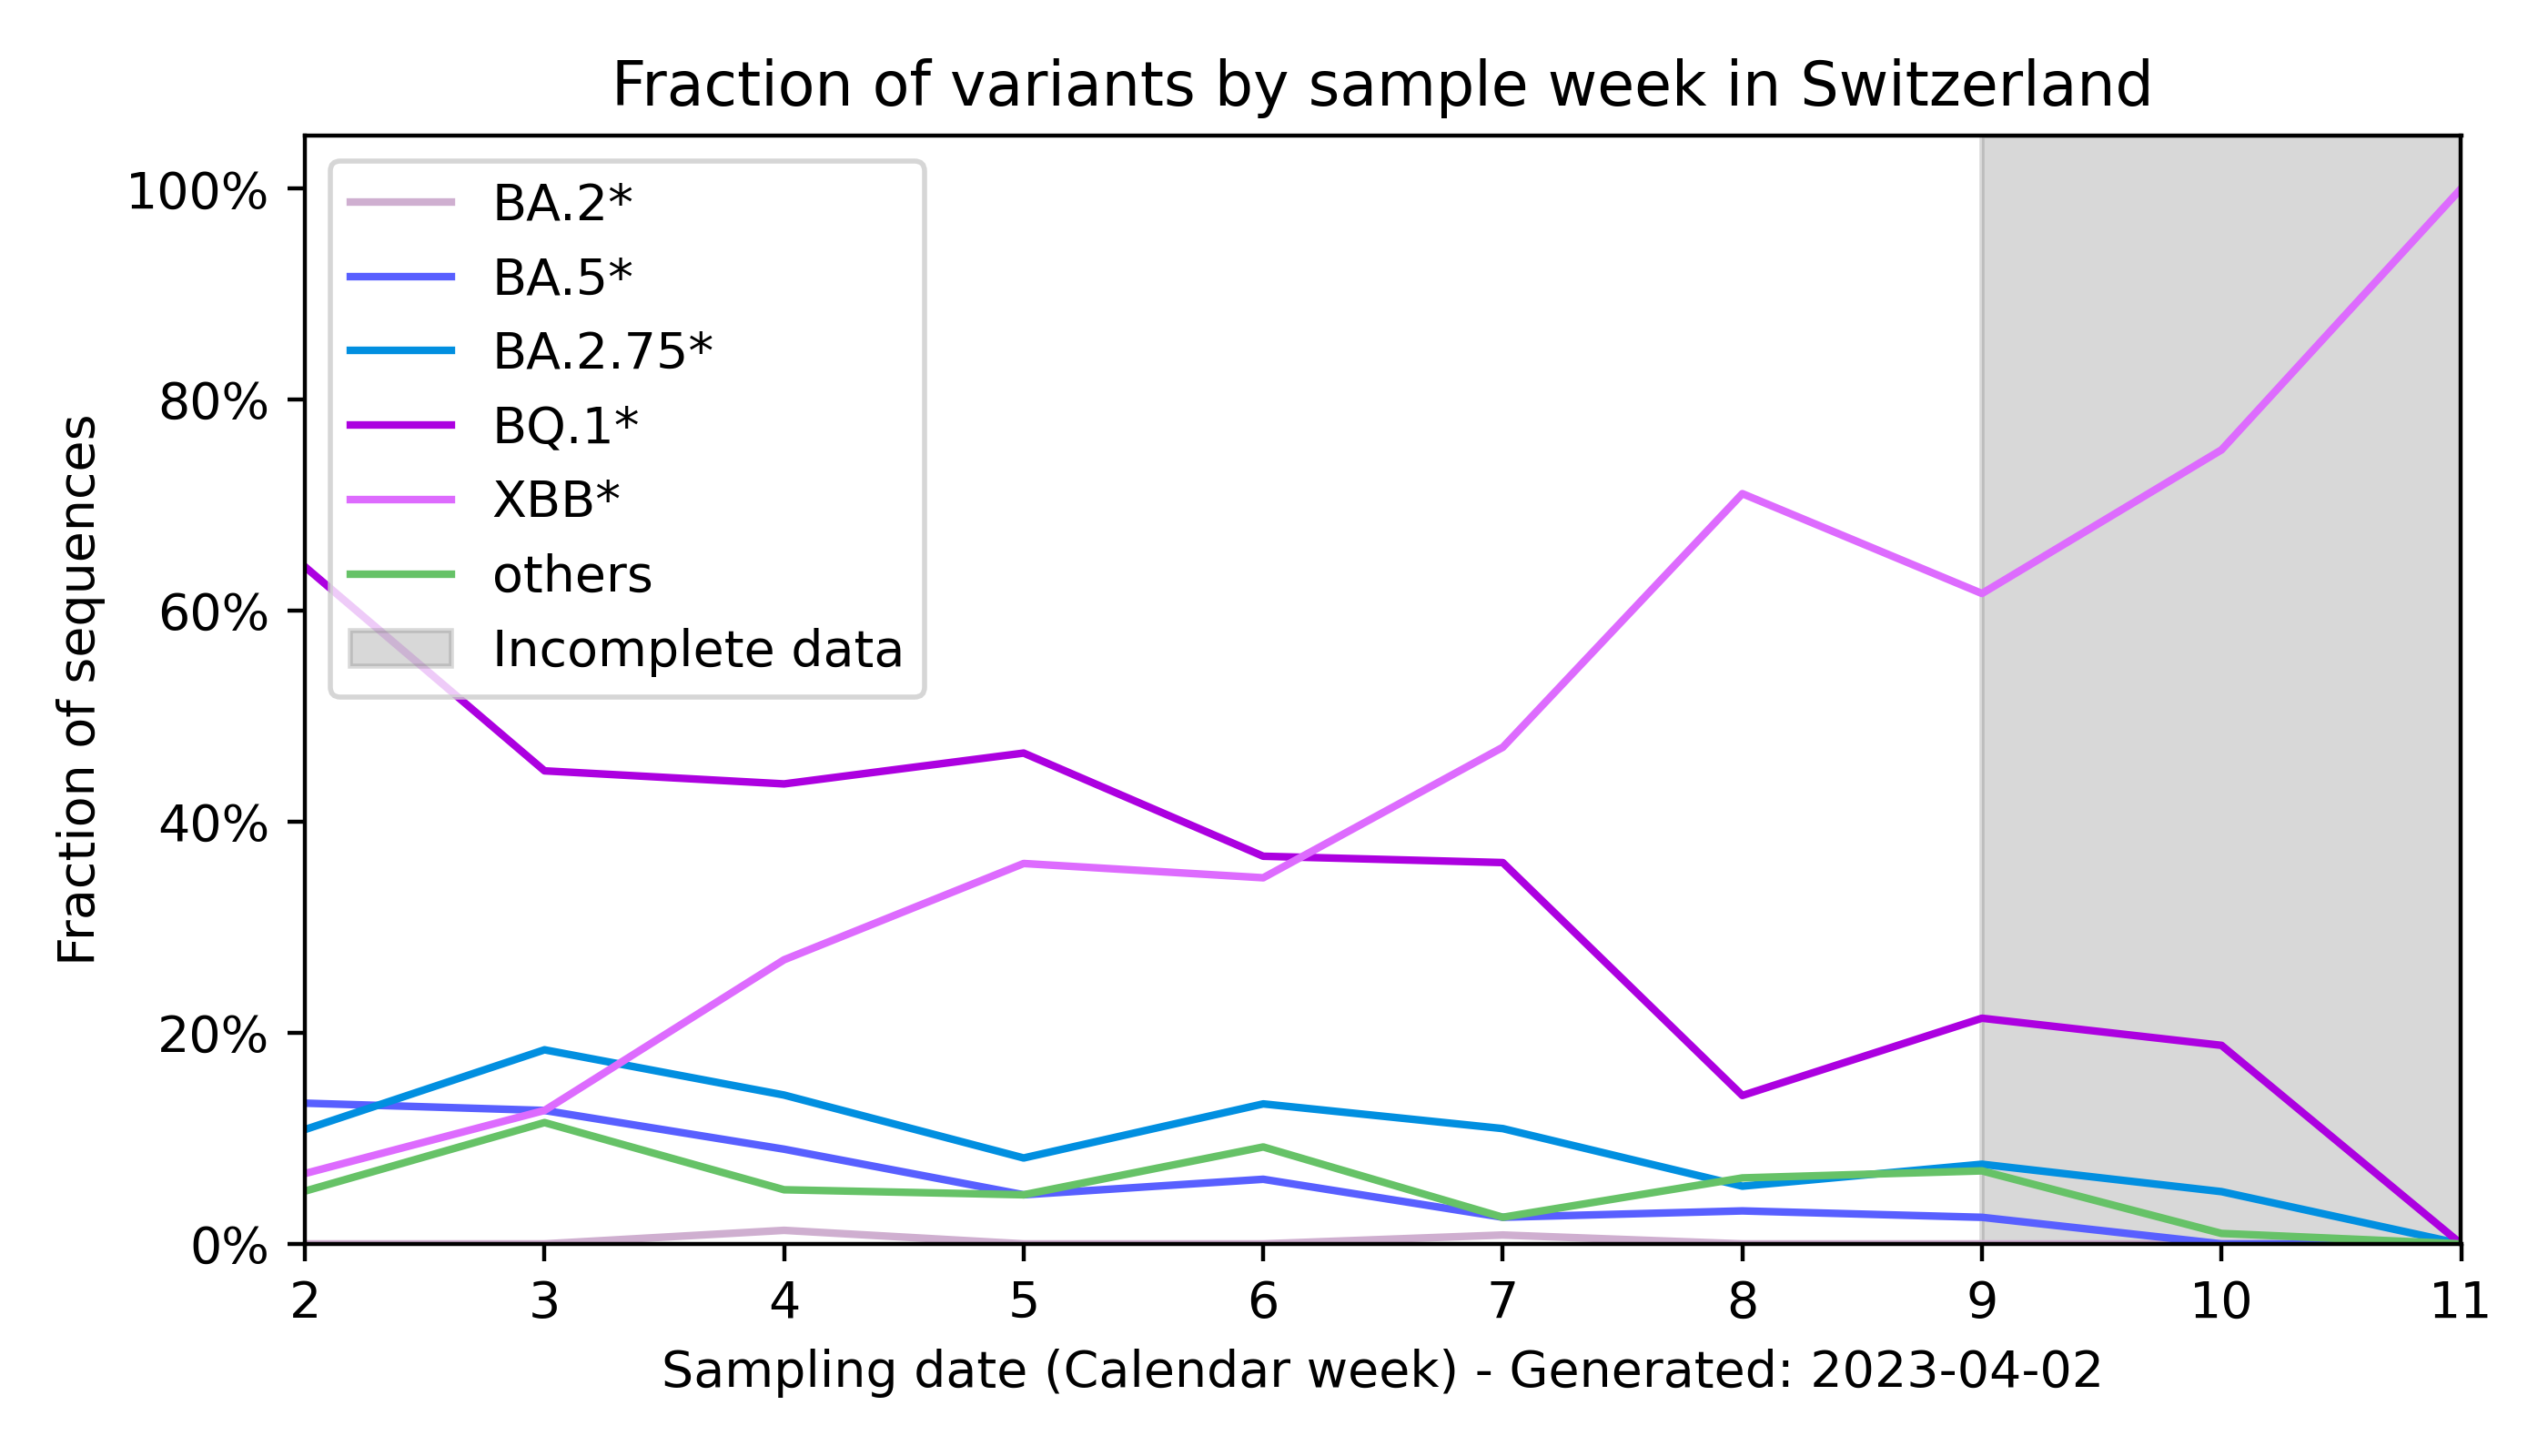 Fraction of variants by sample week in Switzerland
100%
80%
60%
40%
20%
0%
Fraction of sequences
BA.2*
BA.5*
BA.2.75*
BQ.1*
XBB*
others
Incomplete data
2 3 4 5 6 7 8 9 10 11
Sampling date (Calendar week) - Generated: 2023-04-02